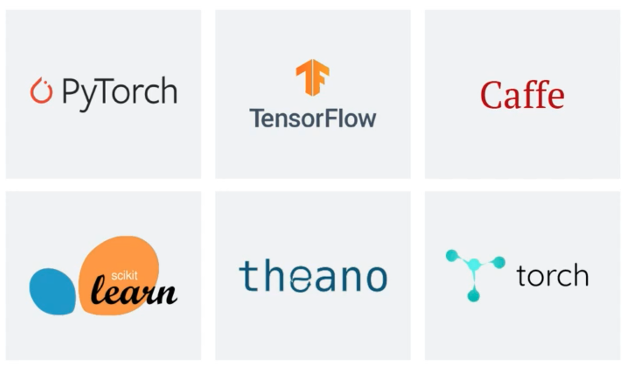 PyTorch
TensorFlow
Caffe
scikit
learn
theano
torch